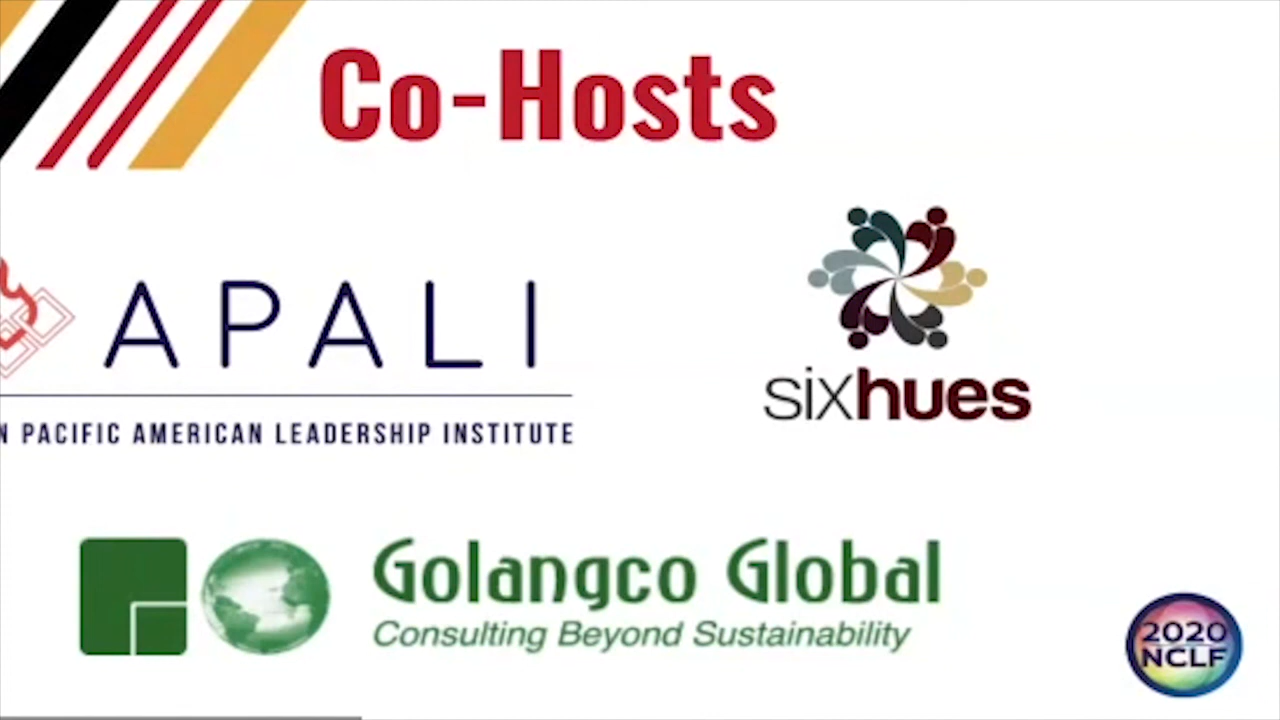 Co-Hosts
APALI
N PACIFIC AMERICAN LEADERSHIP INSTITUTE
sixhues
Golangco Global
Consulting Beyond Sustainability
2020
NCLF